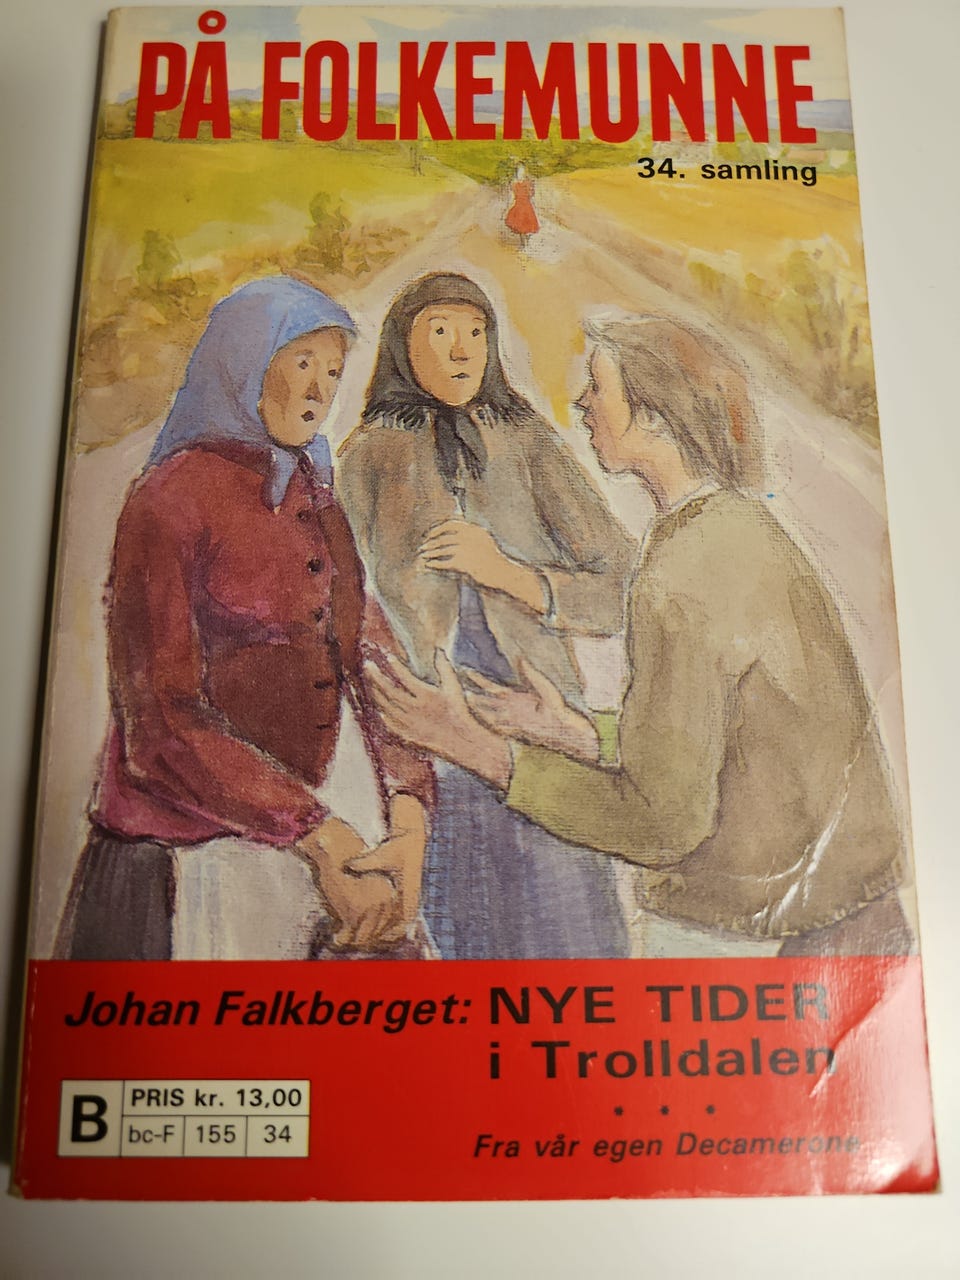 PÅ FOLKEMUNNE
34. samling
Johan Falkberget: NYE TIDER
i Trolldalen
* * *
Fra vår egen Decamerone
B
PRIS kr. 13,00
bc-F 155 34